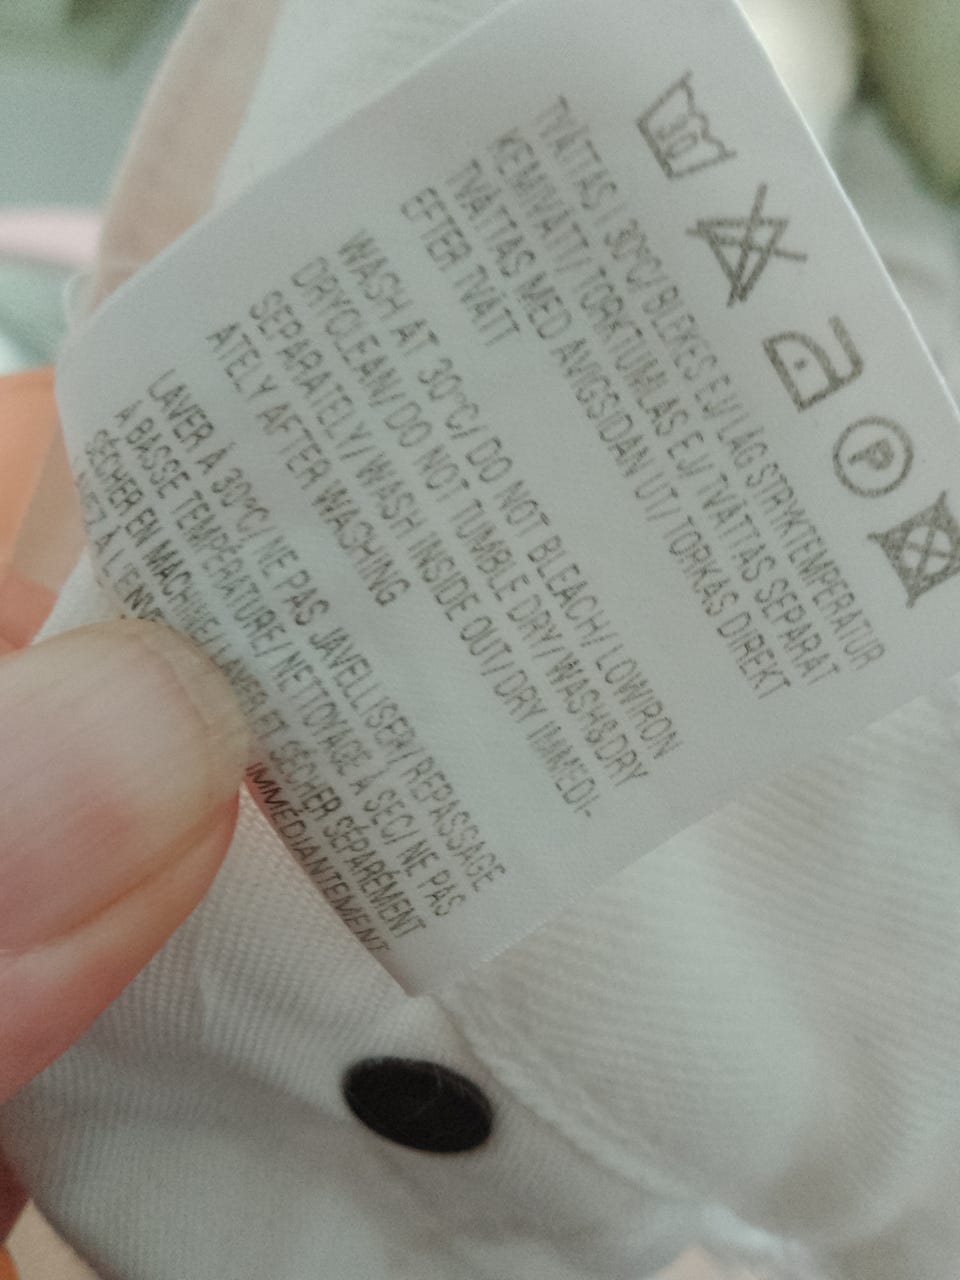 30
P
TVÄTTAS I 30°C/ BLEKES EJ/ LÅG STRYKTEMPERATUR
KEMTVÄTT/ TORKTUMLAS EJ/ TVÄTTAS SEPARAT
TVÄTTAS MED AVIGSIDAN UT/ TORKAS DIREKT
EFTER TVÄTT
WASH AT 30°C/ DO NOT BLEACH/ LOW IRON
DRYCLEAN/ DO NOT TUMBLE DRY/ WASH&DRY
SEPARATELY/ WASH INSIDE OUT/ DRY IMMEDI-
ATELY AFTER WASHING
LAVER À 30°C/ NE PAS JAVELLISER/ REPASSAGE
À BASSE TEMPÉRATURE/ NETTOYAGE À SEC/ NE PAS
SÉCHER EN MACHINE/ LAVER ET SÉCHER SÉPARÉMENT
À L'ENVE IMMÉDIANTEMENT